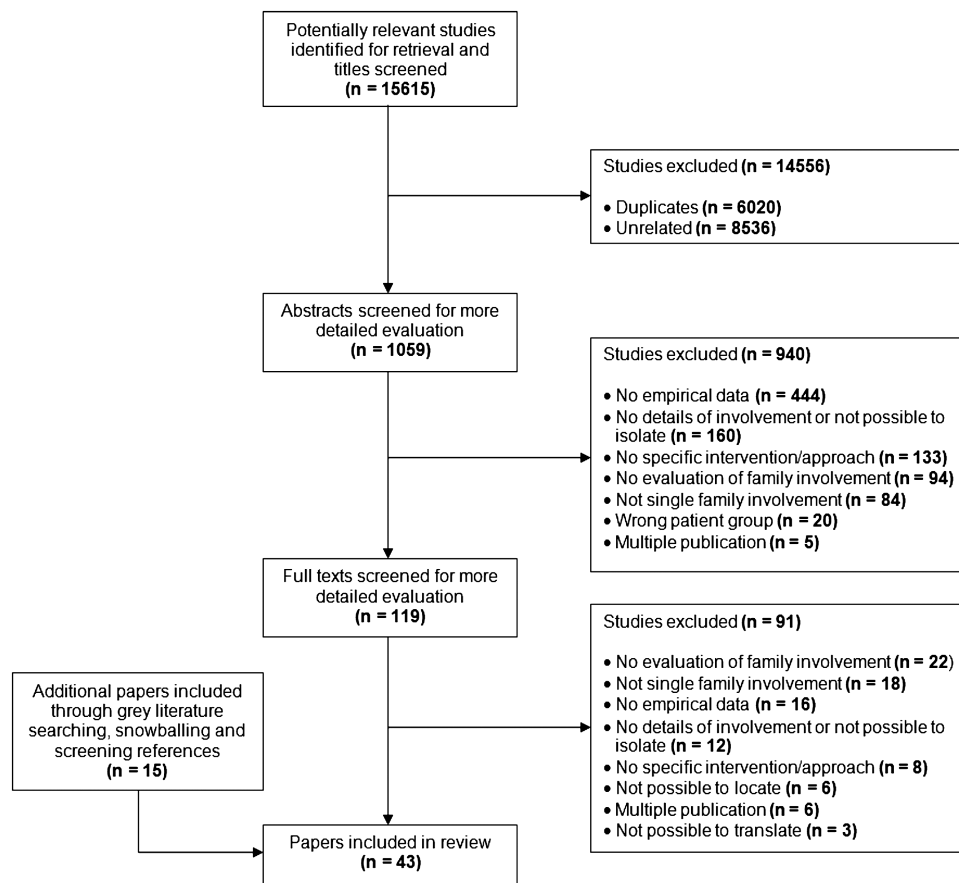 Potentially relevant studies
identified for retrieval and
titles screened
(n = 15615)
Studies excluded (n = 14556)
• Duplicates (n = 6020)
• Unrelated (n = 8536)
Abstracts screened for more
detailed evaluation
(n = 1059)
Studies excluded (n = 940)
• No empirical data (n = 444)
• No details of involvement or not possible to
isolate (n = 160)
• No specific intervention/approach (n = 133)
• No evaluation of family involvement (n = 94)
• Not single family involvement (n = 84)
• Wrong patient group (n = 20)
• Multiple publication (n = 5)
Full texts screened for more
detailed evaluation
(n = 119)
Studies excluded (n = 91)
• No evaluation of family involvement (n = 22)
• Not single family involvement (n = 18)
• No empirical data (n = 16)
• No details of involvement or not possible to
isolate (n = 12)
• No specific intervention/approach (n = 8)
• Not possible to locate (n = 6)
• Multiple publication (n = 6)
• Not possible to translate (n = 3)
Additional papers included
through grey literature
searching, snowballing and
screening references
(n = 15)
Papers included in review
(n = 43)